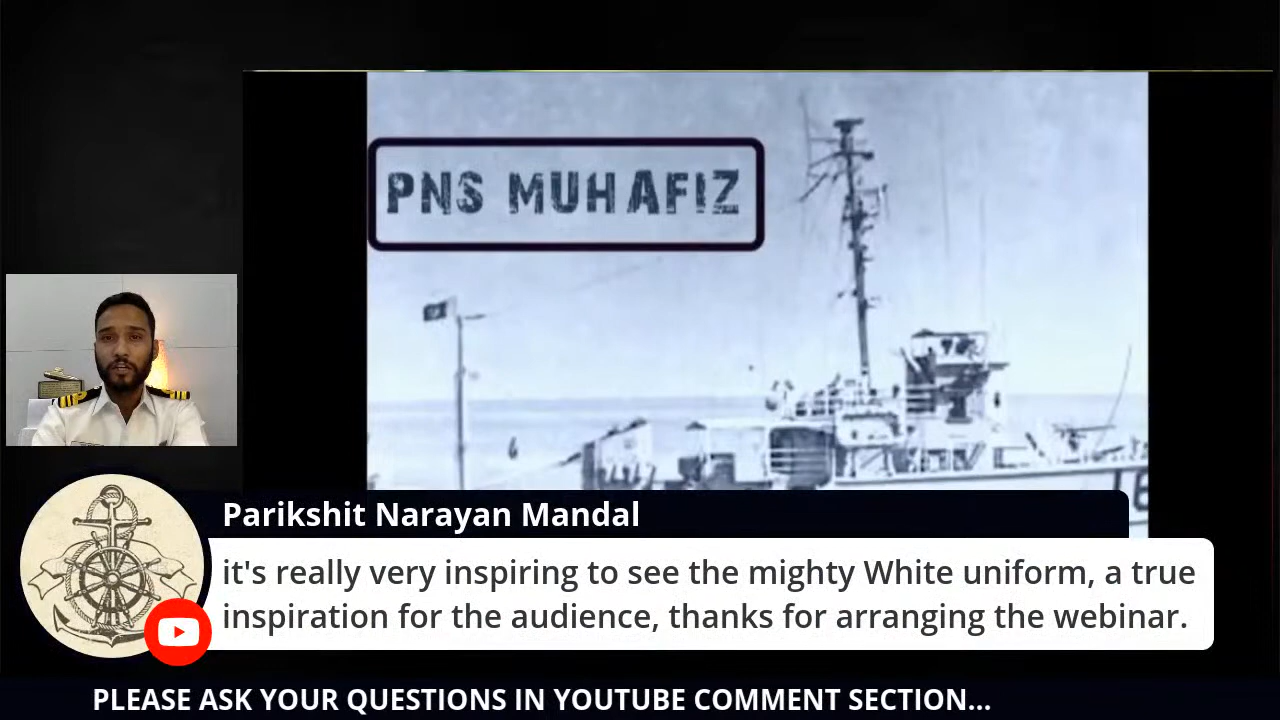 PNS MUHAFIZ
Parikshit Narayan Mandal
it's really very inspiring to see the mighty White uniform, a true
inspiration for the audience, thanks for arranging the webinar.
PLEASE ASK YOUR QUESTIONS IN YOUTUBE COMMENT SECTION...